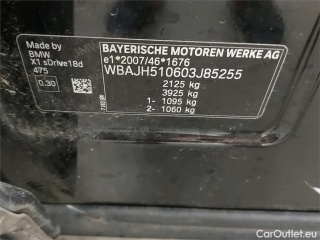 Made by
BMW
X1 sDrive18d
475
0.30
BAYERISCHE MOTOREN WERKE AG
e1*2007/46*1676
WBAJH510603J85255
2125 kg
3925 kg
1- 1095 kg
2- 1060 kg
CarOutlet.eu